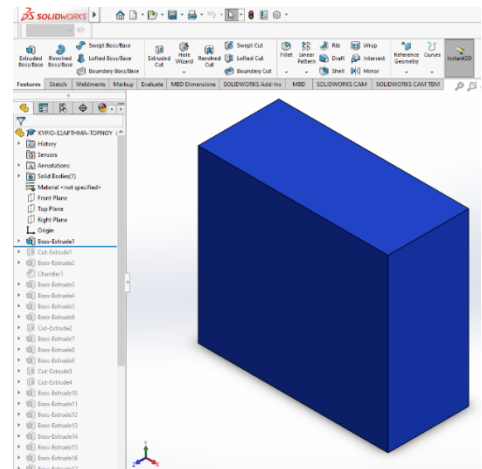 SOLIDWORKS
Extruded Boss/Base
Revolved Boss/Base
Swept Boss/Base
Lofted Boss/Base
Boundary Boss/Base
Extruded Cut
Hole Wizard
Revolved Cut
Swept Cut
Lofted Cut
Boundary Cut
Fillet
Linear Pattern
Rib
Draft
Shell
Wrap
Intersect
Mirror
Reference Geometry
Curves
Instant3D
Features Sketch Weldments Markup Evaluate MBD Dimensions SOLIDWORKS Add-Ins MBD SOLIDWORKS CAM SOLIDWORKS CAM TBM
ΚΥΡΙΟ-ΕΞΑΡΤΗΜΑ-ΤΟΡΝΟΥ
History
Sensors
Annotations
Solid Bodies(1)
Material <not specified>
Front Plane
Top Plane
Right Plane
Origin
Boss-Extrude1
Cut-Extrude1
Boss-Extrude2
Chamfer1
Boss-Extrude3
Boss-Extrude4
Boss-Extrude5
Boss-Extrude6
Cut-Extrude2
Boss-Extrude7
Boss-Extrude8
Boss-Extrude9
Cut-Extrude3
Cut-Extrude4
Boss-Extrude10
Boss-Extrude11
Boss-Extrude12
Boss-Extrude13
Boss-Extrude14
Boss-Extrude15
Boss-Extrude16